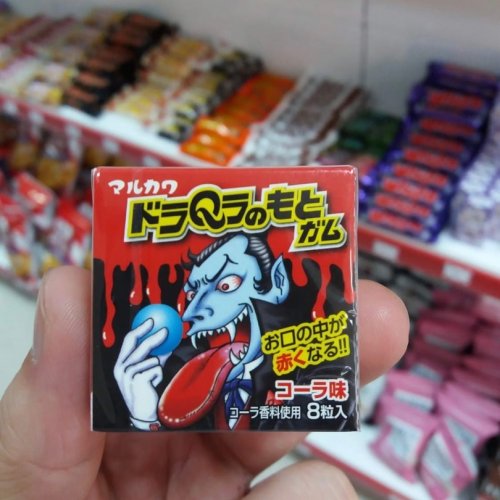 マルカワ
ドラQラのもと
ガム
お口の中が
赤くなる!!
コーラ味
コーラ香料使用 8粒入